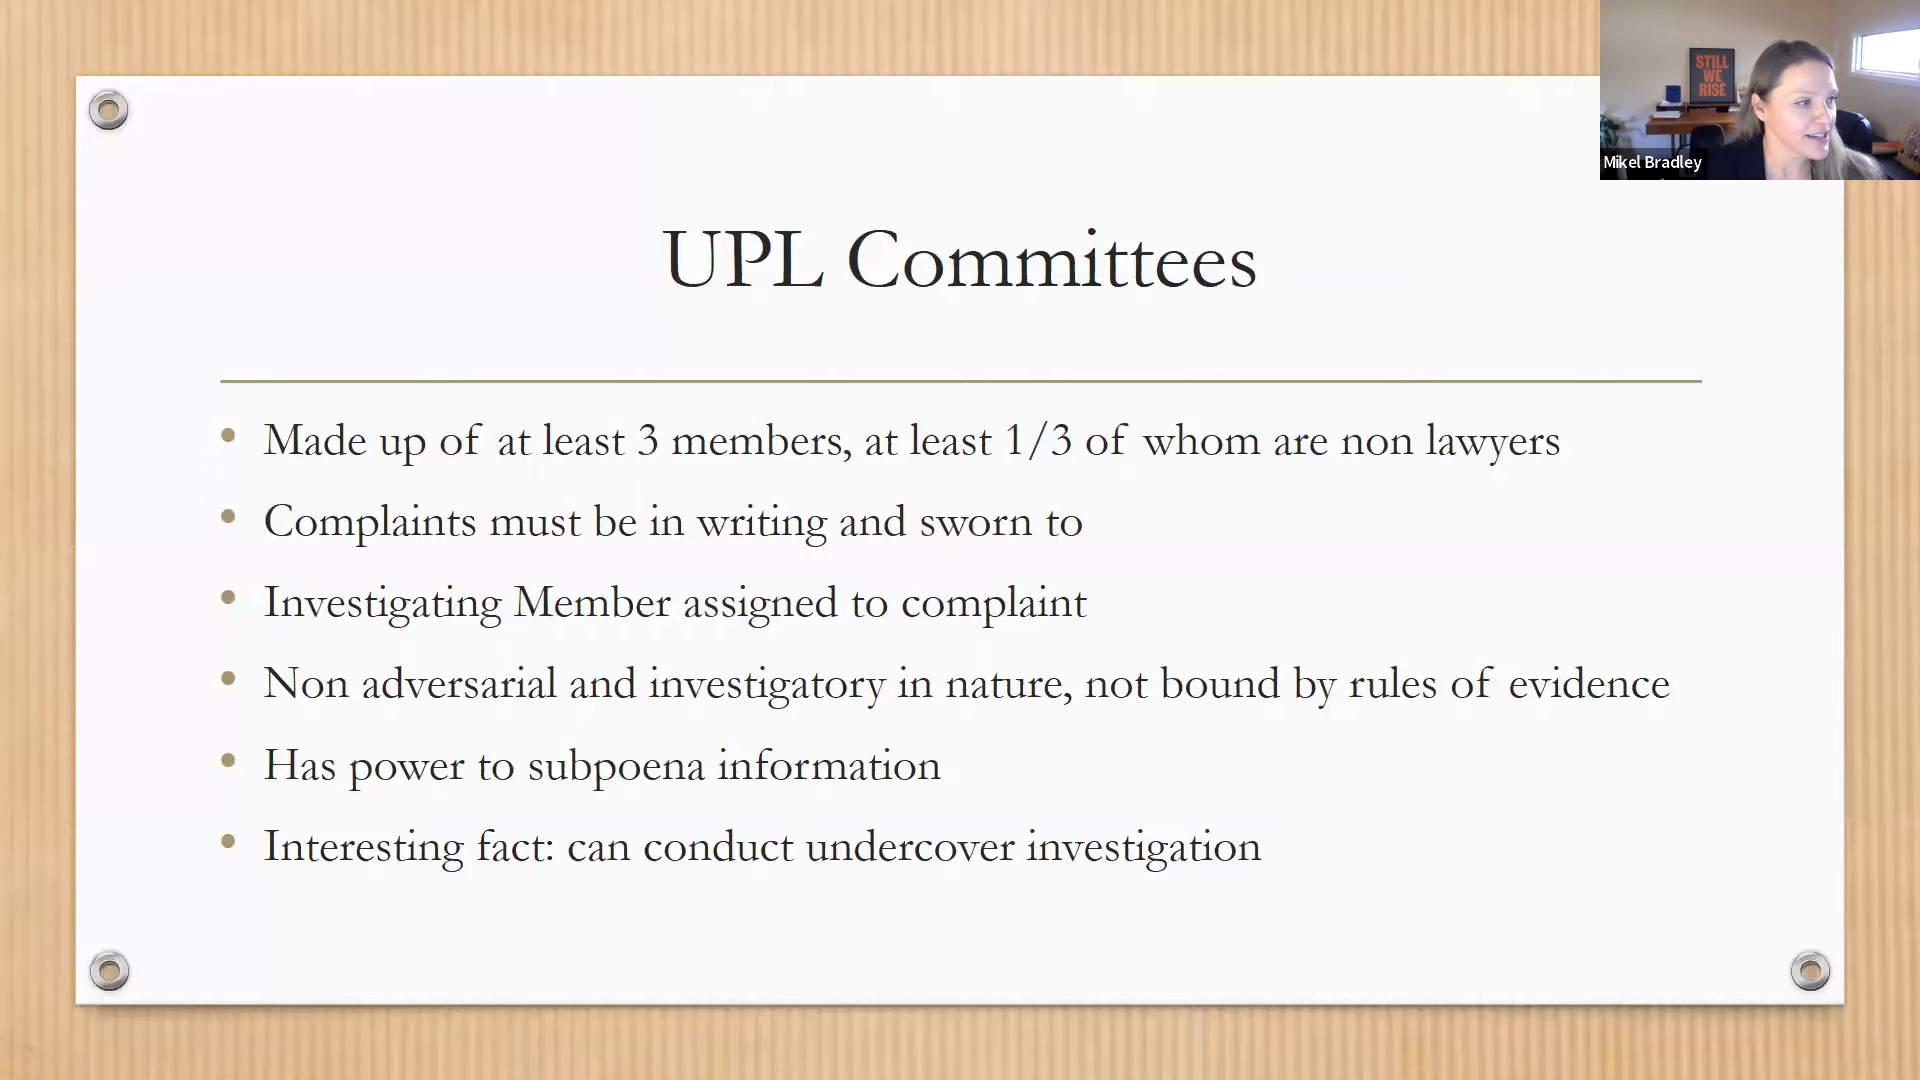 STILL
WE
RISE
Mikel Bradley
UPL Committees
• Made up of at least 3 members, at least 1/3 of whom are non lawyers
• Complaints must be in writing and sworn to
• Investigating Member assigned to complaint
• Non adversarial and investigatory in nature, not bound by rules of evidence
• Has power to subpoena information
• Interesting fact: can conduct undercover investigation